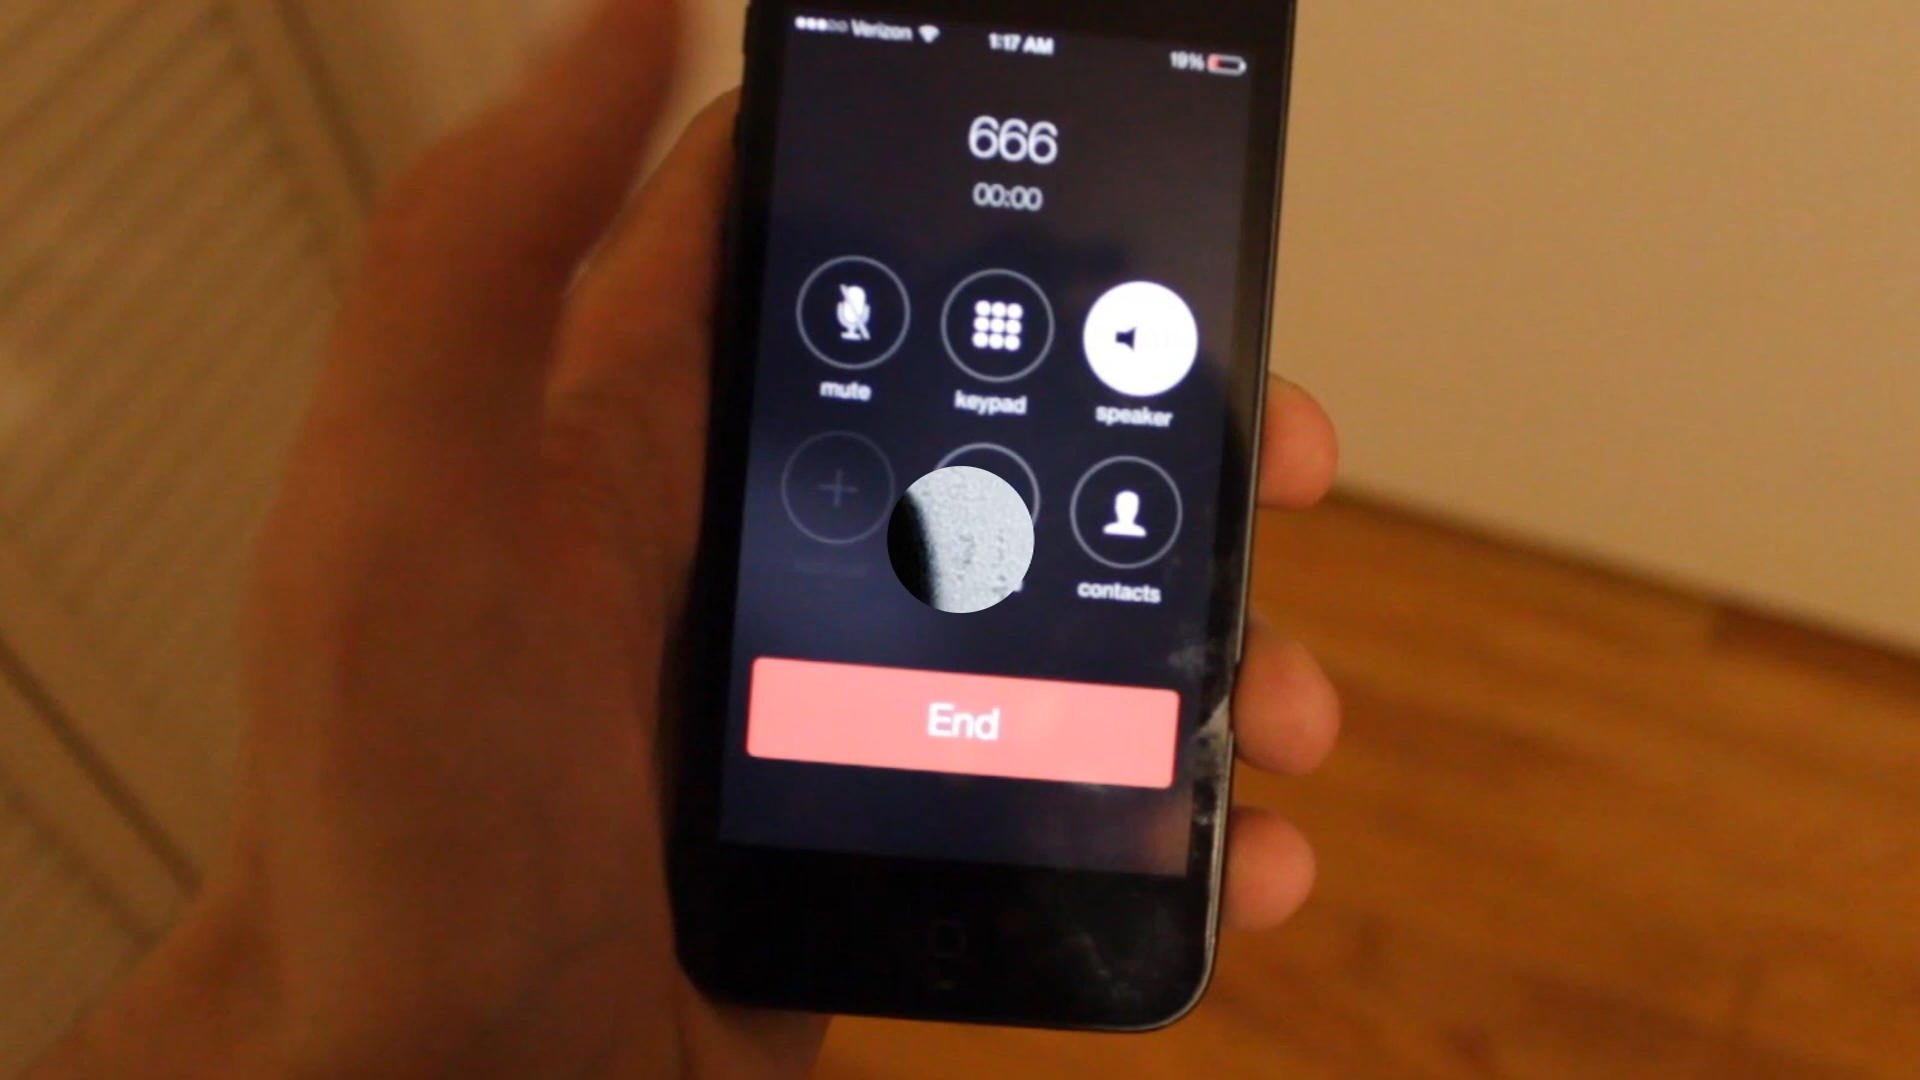 Verizon 1:17 AM 19%
666
00:00
mute keypad speaker
contacts
End